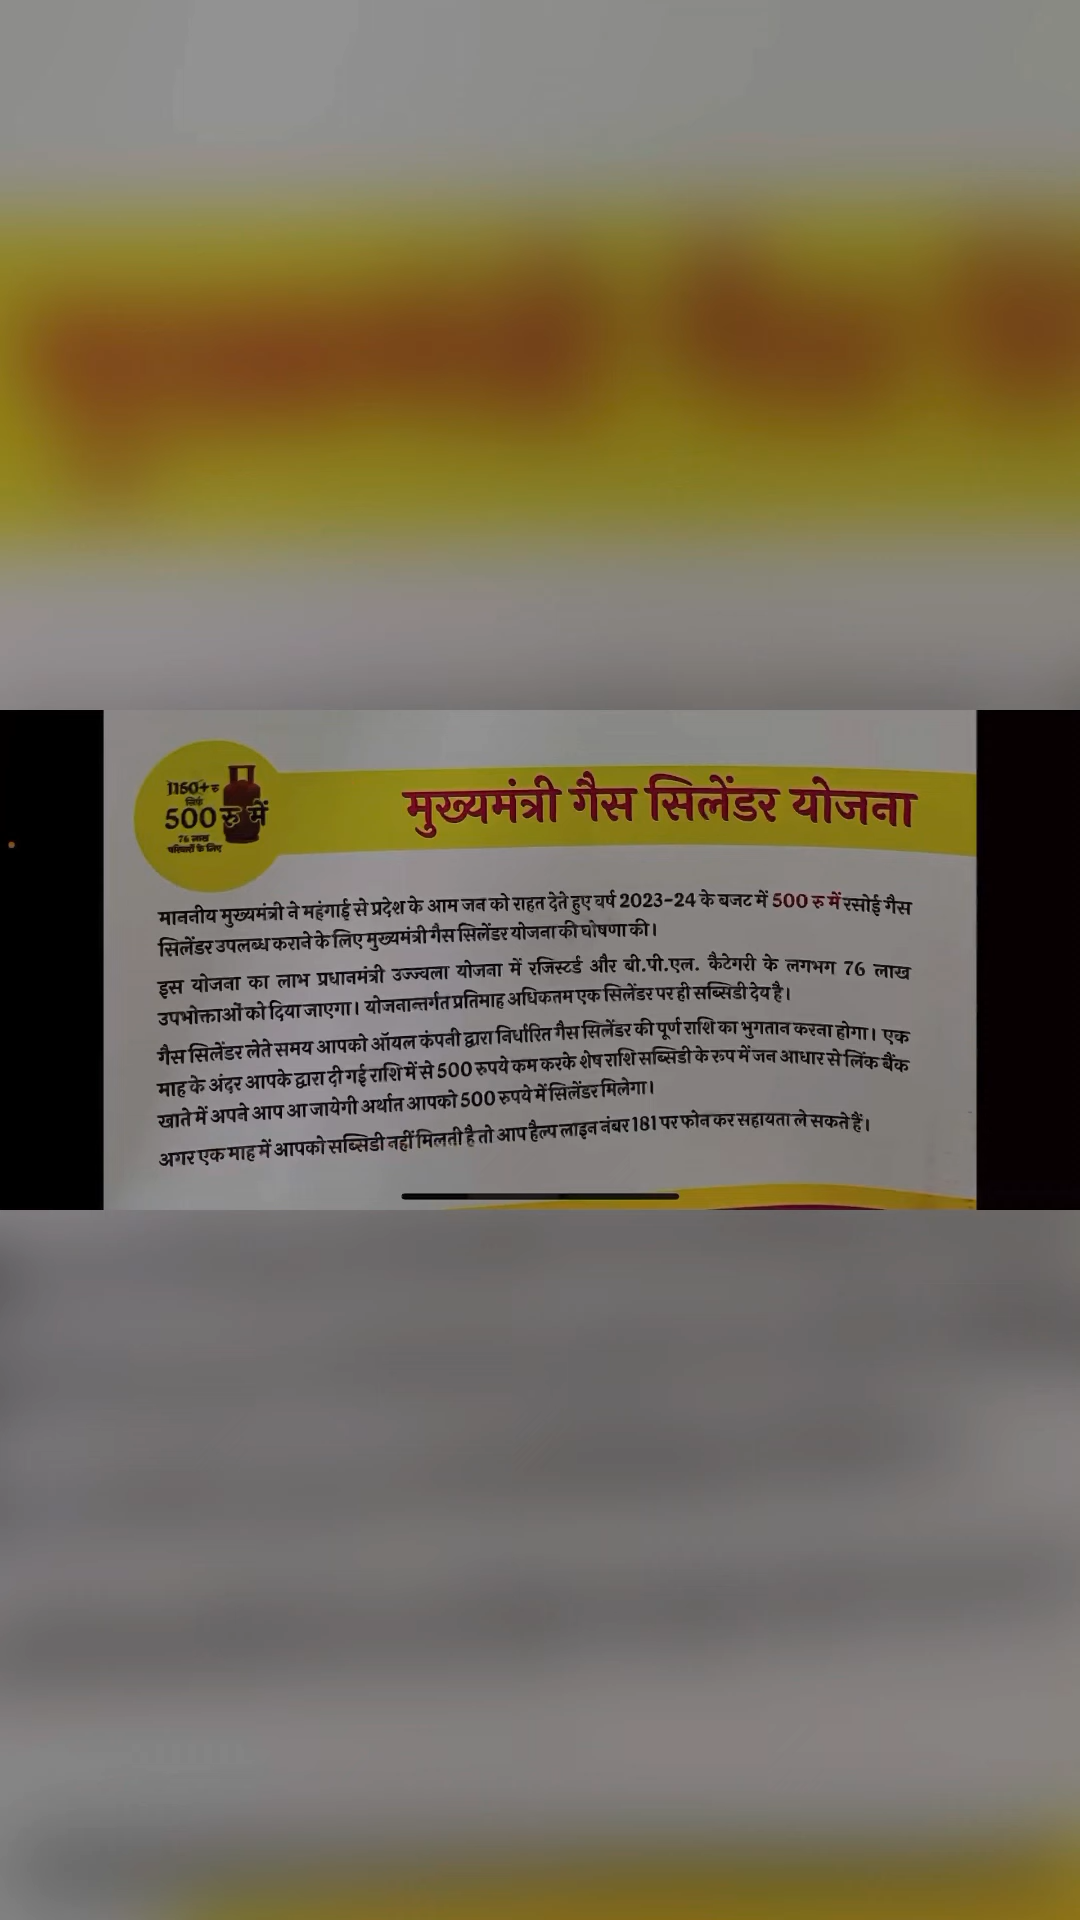 1150+ रु
सिर्फ
500 रु में
76 लाख
परिवारों के लिए
मुख्यमंत्री गैस सिलेंडर योजना
माननीय मुख्यमंत्री ने महंगाई से प्रदेश के आम जन को राहत देते हुए वर्ष 2023-24 के बजट में 500 रु में रसोई गैस
सिलेंडर उपलब्ध कराने के लिए मुख्यमंत्री गैस सिलेंडर योजना की घोषणा की।
इस योजना का लाभ प्रधानमंत्री उज्ज्वला योजना में रजिस्टर्ड और बी.पी.एल. कैटेगरी के लगभग 76 लाख
उपभोक्ताओं को दिया जाएगा। योजनान्तर्गत प्रतिमाह अधिकतम एक सिलेंडर पर ही सब्सिडी देय है।
गैस सिलेंडर लेते समय आपको ऑयल कंपनी द्वारा निर्धारित गैस सिलेंडर की पूर्ण राशि का भुगतान करना होगा। एक
माह के अंदर आपके द्वारा दी गई राशि में से 500 रुपये कम करके शेष राशि सब्सिडी के रूप में जन आधार से लिंक बैंक
खाते में अपने आप आ जायेगी अर्थात आपको 500 रुपये में सिलेंडर मिलेगा।
अगर एक माह में आपको सब्सिडी नहीं मिलती है तो आप हैल्प लाइन नंबर 181 पर फोन कर सहायता ले सकते हैं।